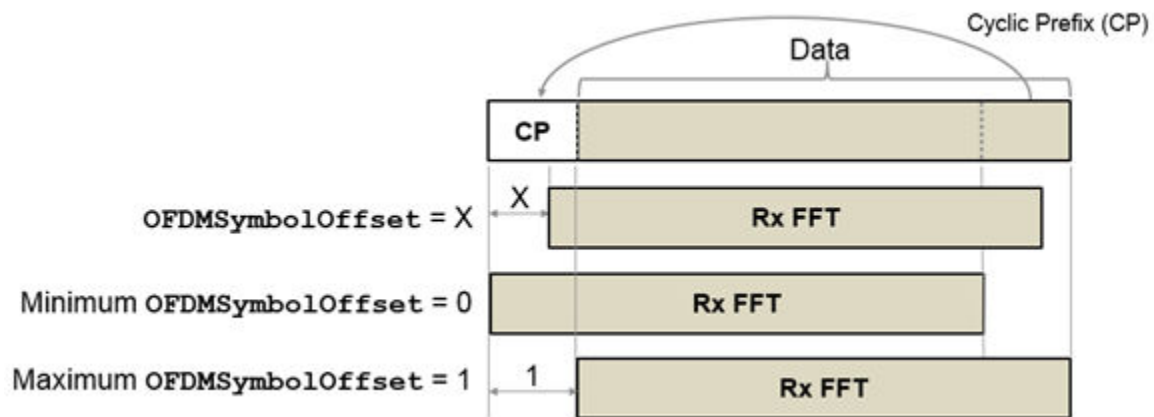 Cyclic Prefix (CP)
Data
CP
X
OFDMSymbolOffset = X
Rx FFT
Minimum OFDMSymbolOffset = 0
Rx FFT
Maximum OFDMSymbolOffset = 1
1
Rx FFT